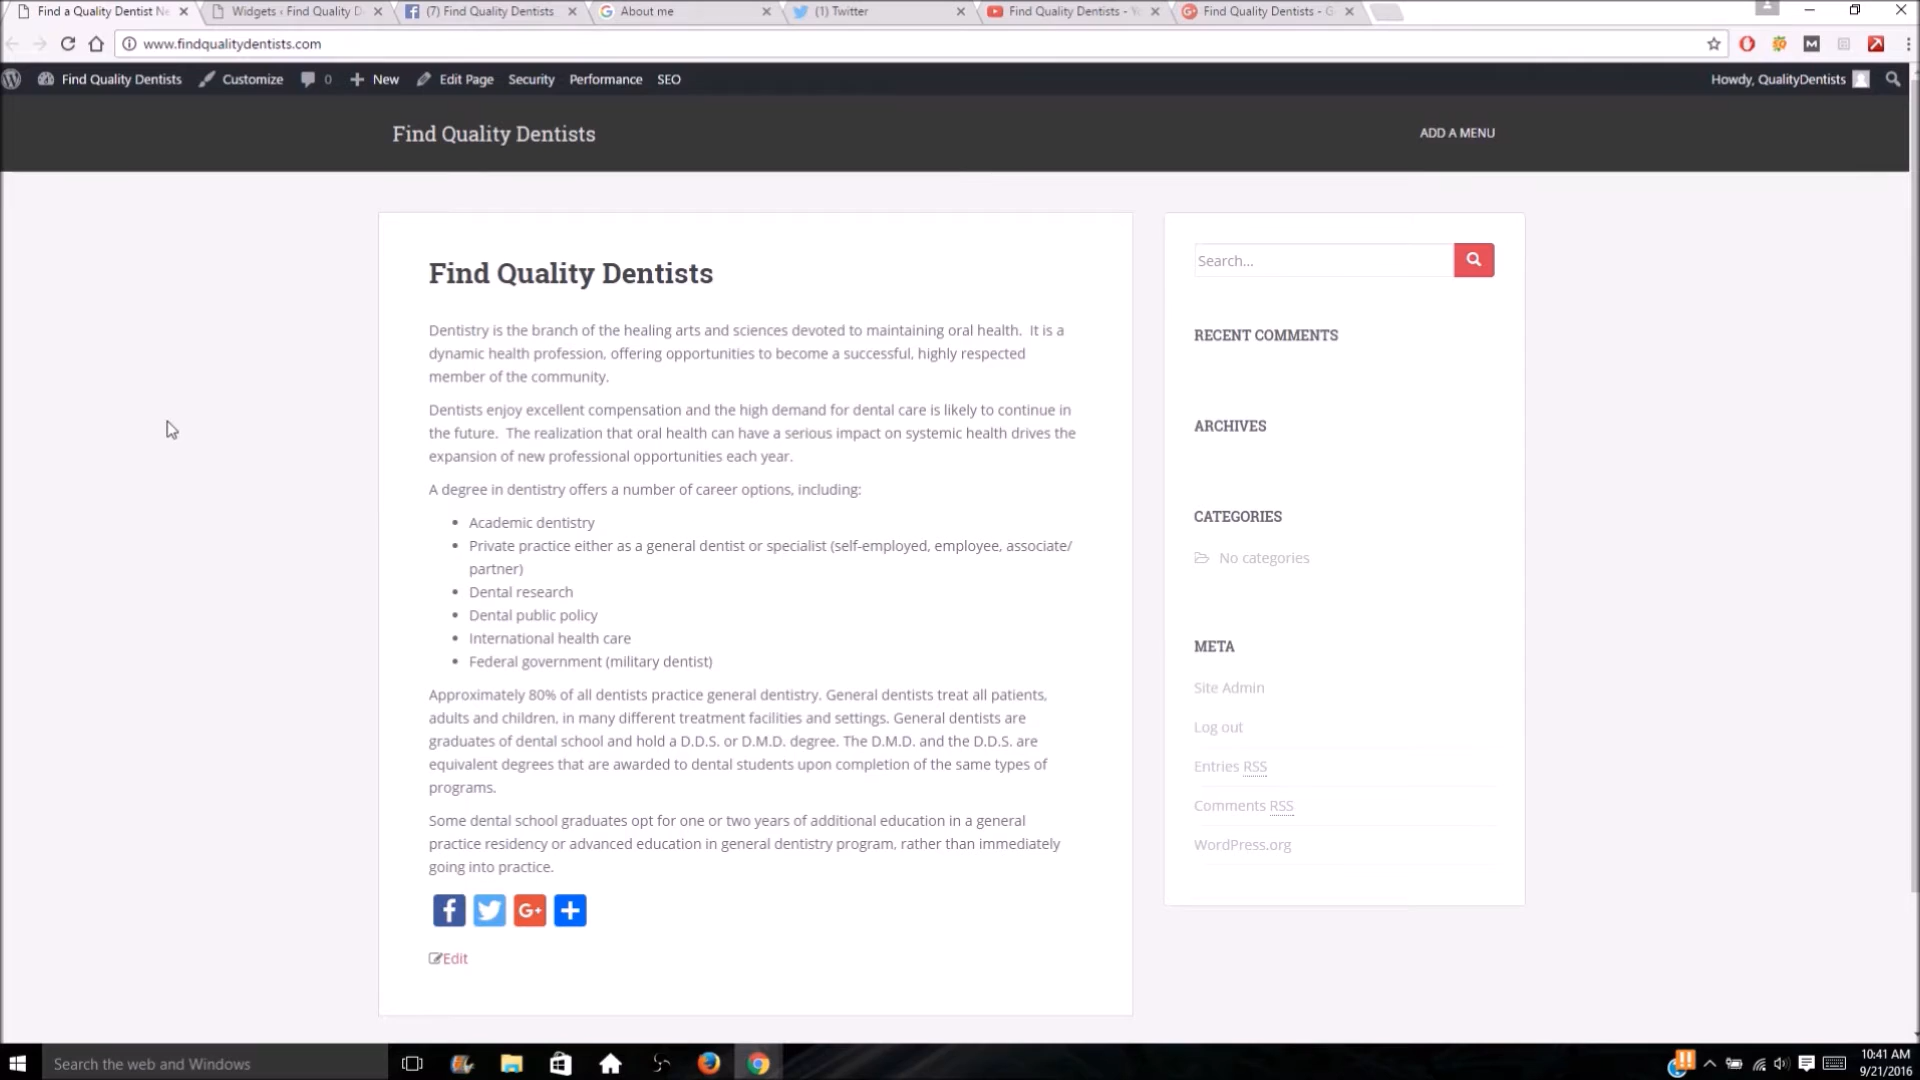 Find a Quality Dentist Ne
Widgets ‹ Find Quality D
(7) Find Quality Dentists
About me
(1) Twitter
Find Quality Dentists - Y
Find Quality Dentists - G
www.findqualitydentists.com
Find Quality Dentists
Customize
0
New
Edit Page
Security
Performance
SEO
Howdy, QualityDentists
Find Quality Dentists
ADD A MENU
Find Quality Dentists
Dentistry is the branch of the healing arts and sciences devoted to maintaining oral health. It is a
dynamic health profession, offering opportunities to become a successful, highly respected
member of the community.
Dentists enjoy excellent compensation and the high demand for dental care is likely to continue in
the future. The realization that oral health can have a serious impact on systemic health drives the
expansion of new professional opportunities each year.
A degree in dentistry offers a number of career options, including:
• Academic dentistry
• Private practice either as a general dentist or specialist (self-employed, employee, associate/
partner)
• Dental research
• Dental public policy
• International health care
• Federal government (military dentist)
Approximately 80% of all dentists practice general dentistry. General dentists treat all patients,
adults and children, in many different treatment facilities and settings. General dentists are
graduates of dental school and hold a D.D.S. or D.M.D. degree. The D.M.D. and the D.D.S. are
equivalent degrees that are awarded to dental students upon completion of the same types of
programs.
Some dental school graduates opt for one or two years of additional education in a general
practice residency or advanced education in general dentistry program, rather than immediately
going into practice.
G+
Edit
Search...
RECENT COMMENTS
ARCHIVES
CATEGORIES
No categories
META
Site Admin
Log out
Entries RSS
Comments RSS
WordPress.org
Search the web and Windows
10:41 AM
9/21/2016